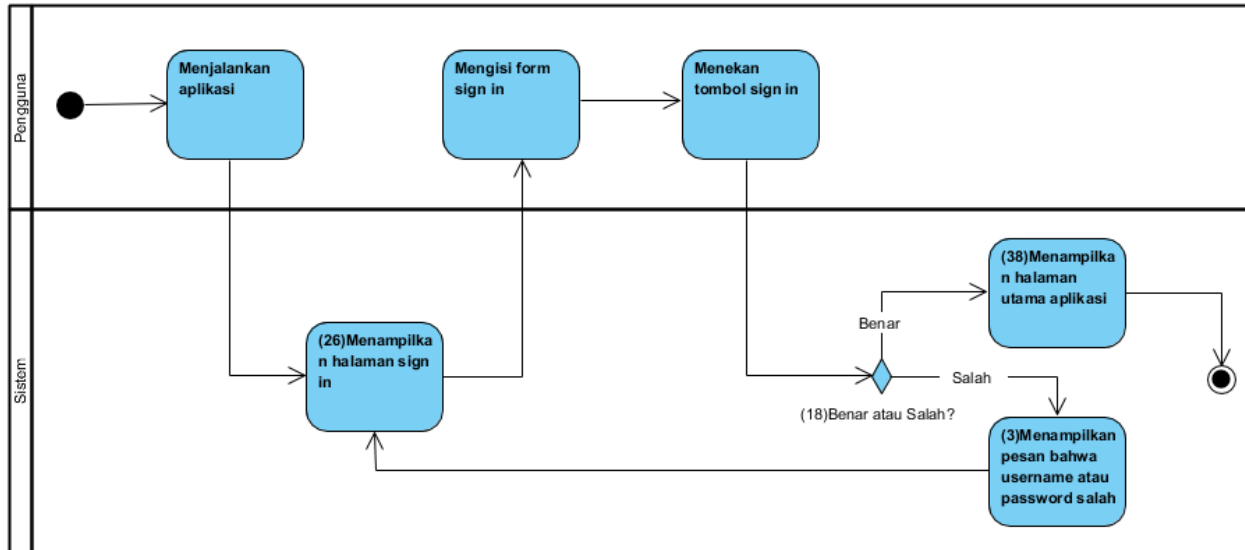 Pengguna
Menjalankan
aplikasi
Mengisi form
sign in
Menekan
tombol sign in
Sistem
(26)Menampilka
n halaman sign
in
(38)Menampilka
n halaman
utama aplikasi
Benar
Salah
(18)Benar atau Salah?
(3)Menampilkan
pesan bahwa
username atau
password salah